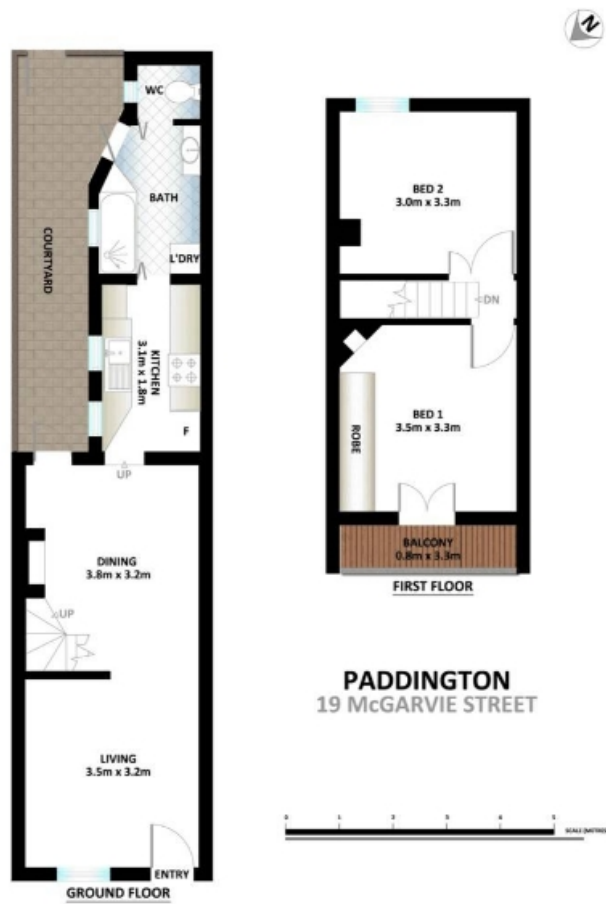 N
WC
BATH
L'DRY
COURTYARD
KITCHEN
3.1m x 1.8m
F
UP
DINING
3.8m x 3.2m
UP
LIVING
3.5m x 3.2m
ENTRY
GROUND FLOOR
BED 2
3.0m x 3.3m
DN
BED 1
3.5m x 3.3m
ROBE
BALCONY
0.8m x 3.3m
FIRST FLOOR
PADDINGTON
19 McGARVIE STREET
0 1 2 3 4 5
SCALE (METRES)